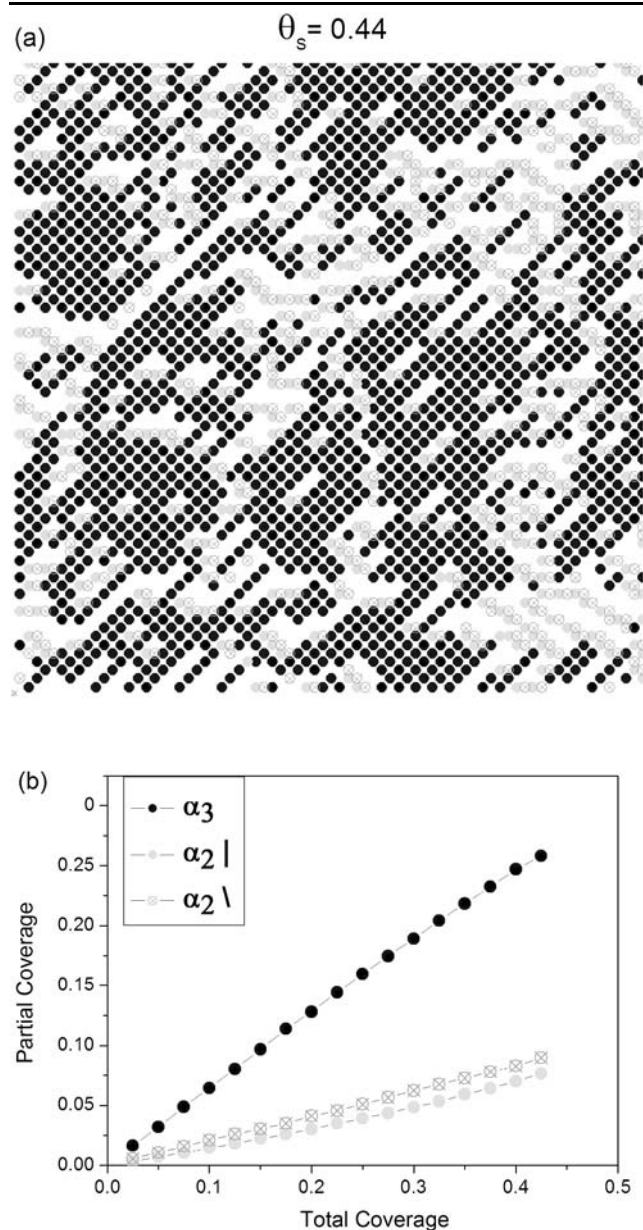 (a)
θs= 0.44
(b)
α3
α2 |
α2 \
0
0.25
0.20
0.15
0.10
0.05
0.00
Partial Coverage
0.0 0.1 0.2 0.3 0.4 0.5
Total Coverage